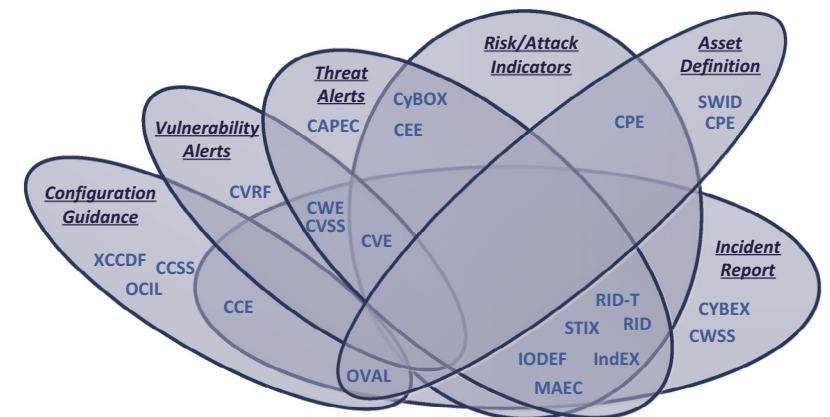 Risk/Attack
Indicators
Asset
Definition
Threat
Alerts
CyBOX
CAPEC
CEE
CPE
SWID
CPE
Vulnerability
Alerts
CVRF
CWE
CVSS
CVE
Configuration
Guidance
XCCDF
CCSS
OCIL
CCE
OVAL
Incident
Report
CYBEX
CWSS
RID-T
STIX
RID
IODEF
IndEX
MAEC